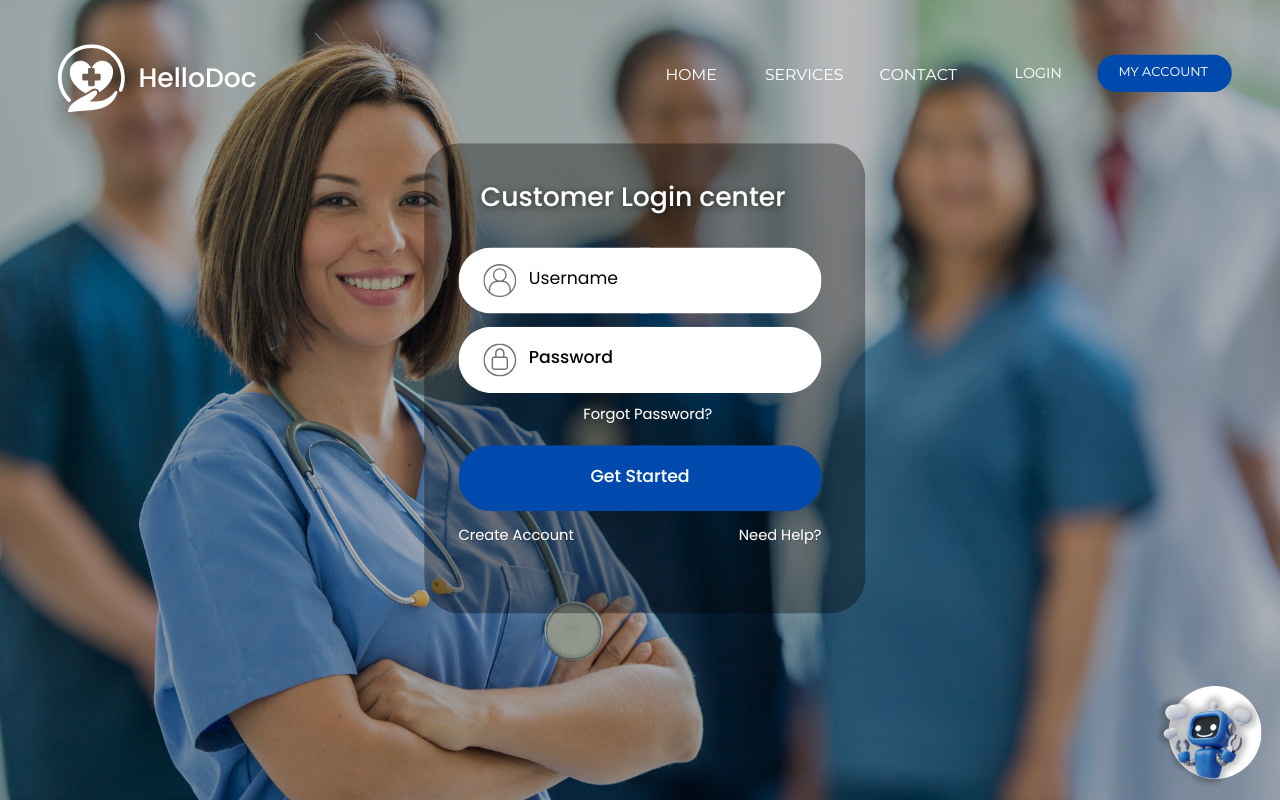 HelloDoc
HOME SERVICES CONTACT LOGIN MY ACCOUNT
Customer Login center
Username
Password
Forgot Password?
Get Started
Create Account Need Help?